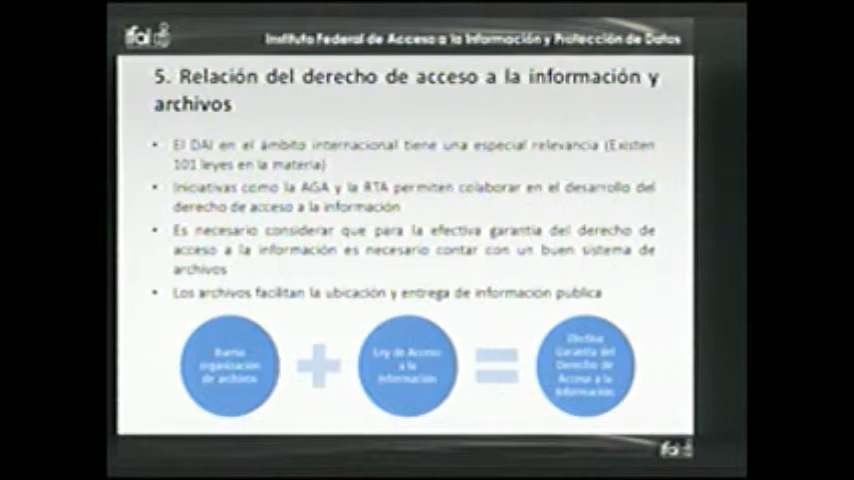 ifai
Instituto Federal de Acceso a la Información y Protección de Datos
5. Relación del derecho de acceso a la información y
archivos
• El DAI en el ámbito internacional tiene una especial relevancia (Existen
101 leyes en la materia)
• Iniciativas como la AGA y la RTA permiten colaborar en el desarrollo del
derecho de acceso a la información
• Es necesario considerar que para la efectiva garantía del derecho de
acceso a la información es necesario contar con un buen sistema de
archivos
• Los archivos facilitan la ubicación y entrega de información publica
Buena
organización
de archivos
+
Ley de Acceso
a la
Información
=
Efectiva
Garantía del
Derecho de
Acceso a la
Información
ifai